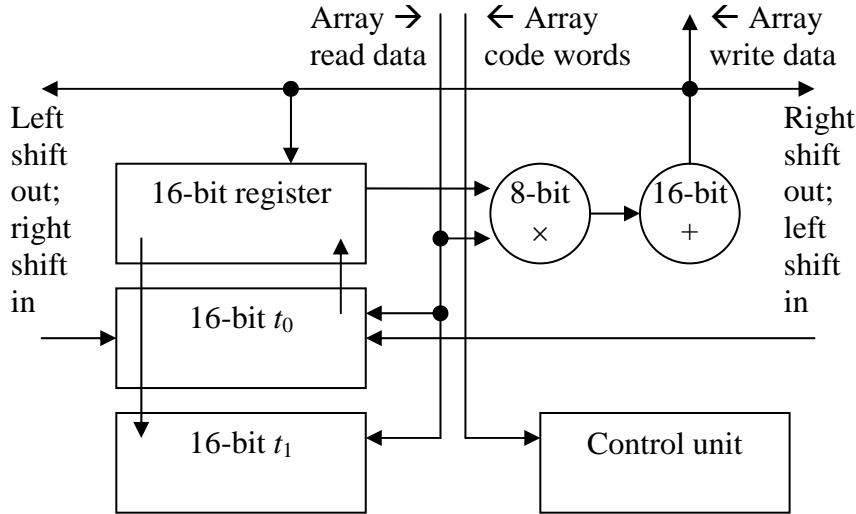 Array →
read data
← Array
code words
← Array
write data
Left
shift
out;
right
shift
in
Right
shift
out;
left
shift
in
16-bit register
8-bit
×
16-bit
+
16-bit t₀
16-bit t₁
Control unit